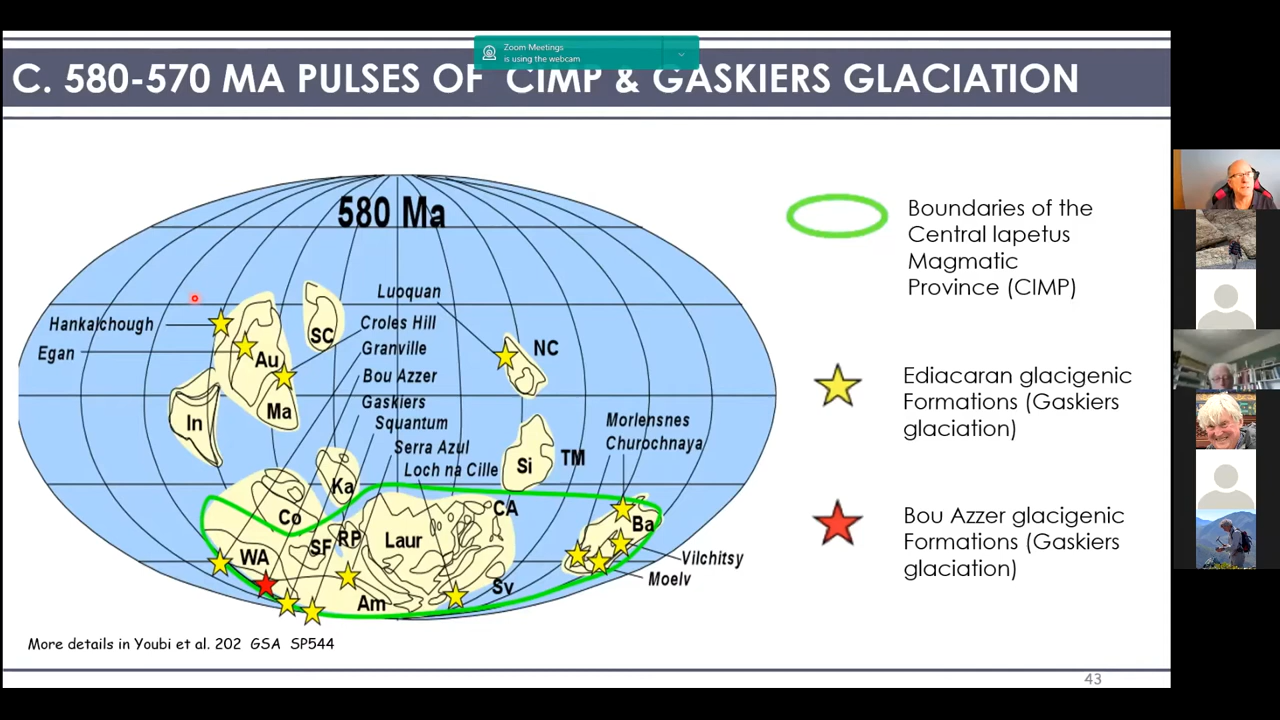 Zoom Meetings
is using the webcam
C. 580-570 MA PULSES OF CIMP & GASKIERS GLACIATION
580 Ma
Luoquan
Hankalchough
Croles Hill
SC
NC
Granville
Egan
Au
Bou Azzer
Gaskiers
Ma
Squantum
In
Serra Azul
Loch na Cille
Morlensnes
Churochnaya
TM
Si
Ka
CA
Co
Ba
RP
Laur
SF
WA
Vilchitsy
Moelv
Sv
Am
Boundaries of the
Central Iapetus
Magmatic
Province (CIMP)
Ediacaran glacigenic
Formations (Gaskiers
glaciation)
Bou Azzer glacigenic
Formations (Gaskiers
glaciation)
More details in Youbi et al. 202 GSA SP544
43